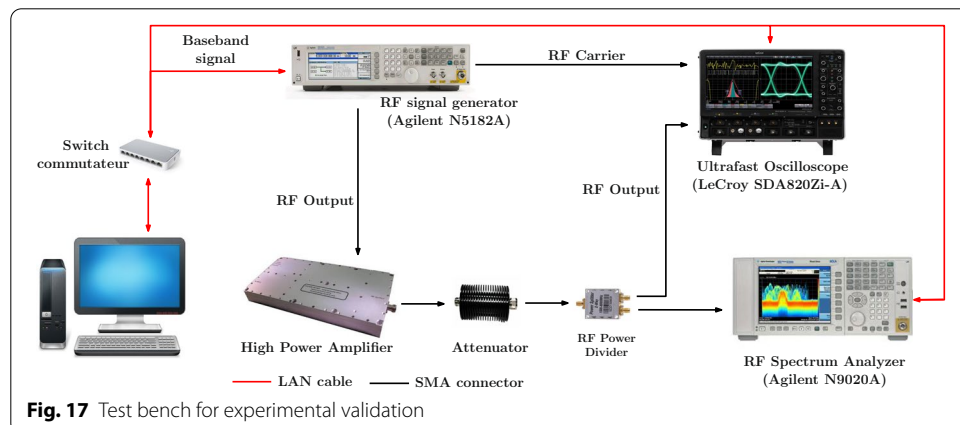 Baseband
signal
RF Carrier
RF signal generator
(Agilent N5182A)
Switch
commutateur
Ultrafast Oscilloscope
(LeCroy SDA820Zi-A)
RF Output
RF Output
High Power Amplifier
Attenuator
RF Power
Divider
RF Spectrum Analyzer
(Agilent N9020A)
LAN cable
SMA connector
Fig. 17 Test bench for experimental validation